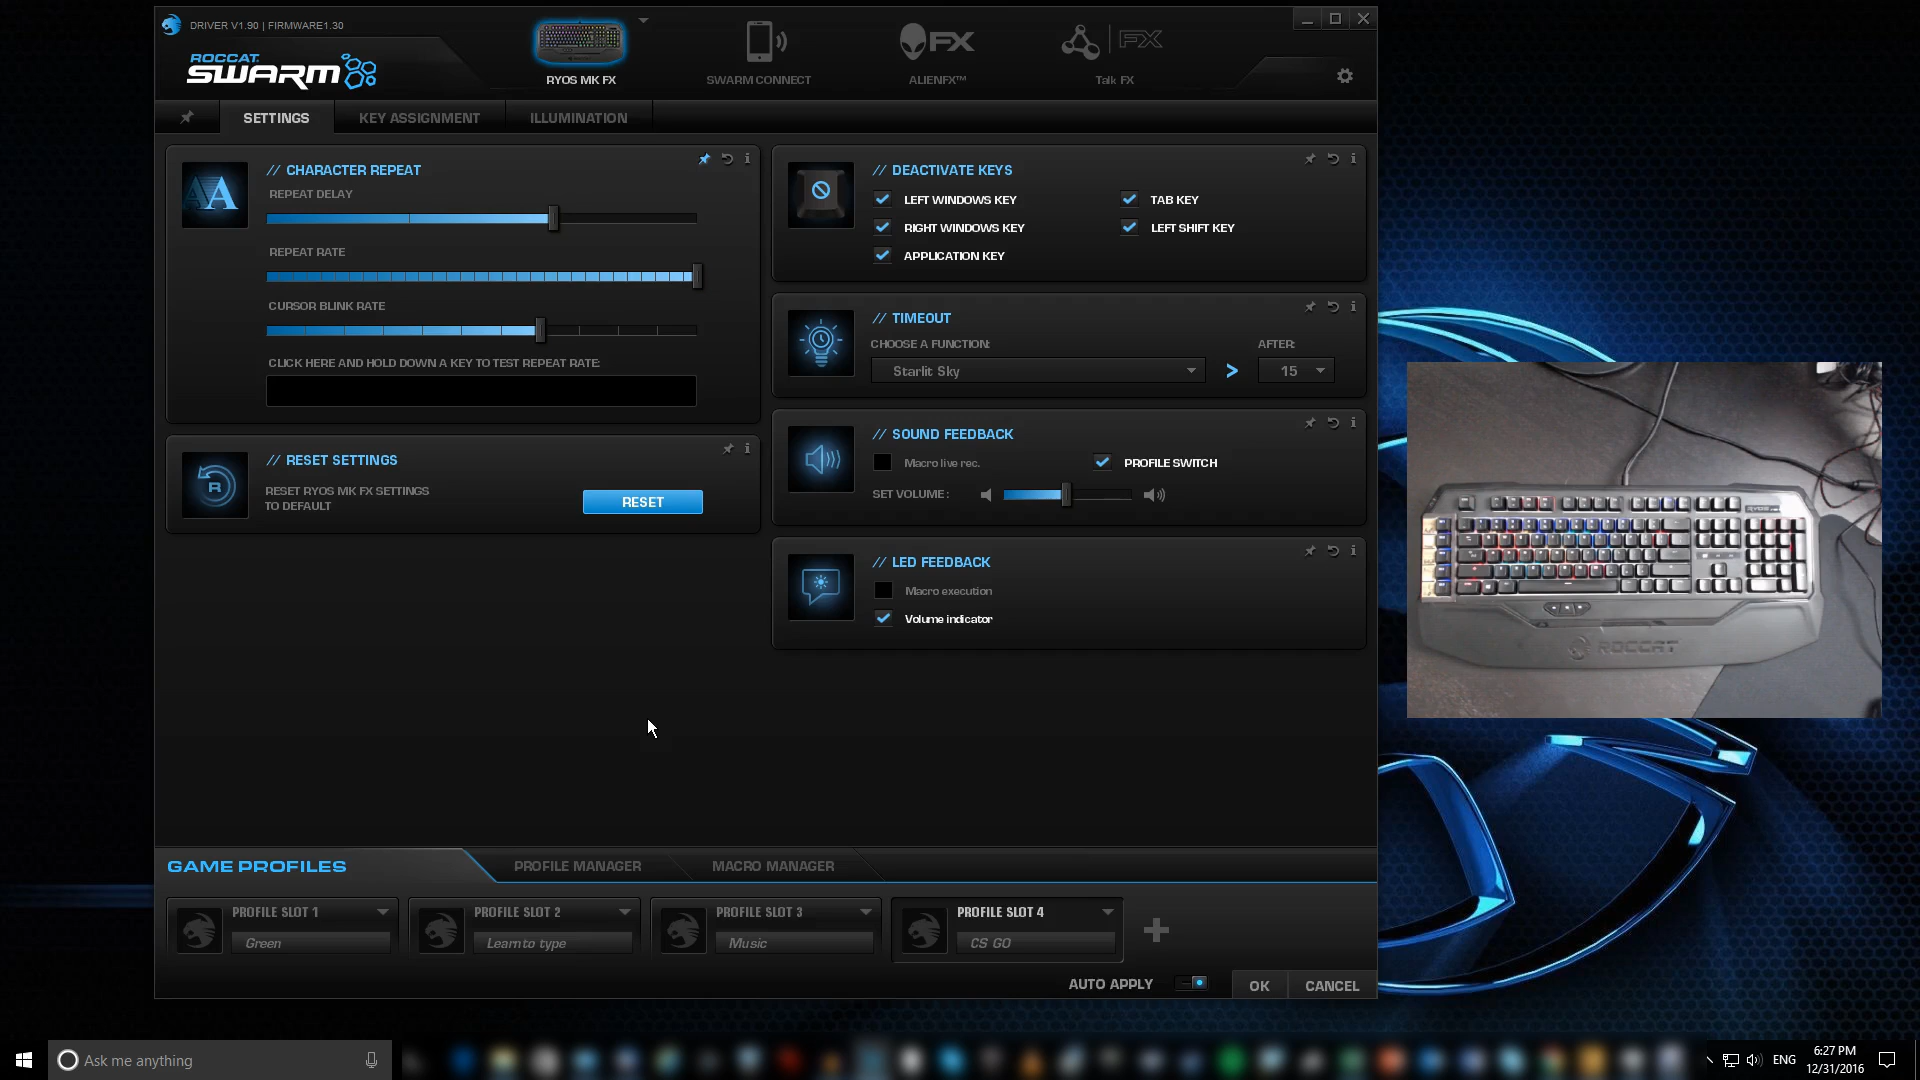 DRIVER V1.90 | FIRMWARE1.30
ROCCAT
SWARM
RYOS MK FX
SWARM CONNECT
FX
ALIENFX™
FX
Talk FX
SETTINGS
KEY ASSIGNMENT
ILLUMINATION
// CHARACTER REPEAT
REPEAT DELAY
REPEAT RATE
CURSOR BLINK RATE
CLICK HERE AND HOLD DOWN A KEY TO TEST REPEAT RATE:
// RESET SETTINGS
RESET RYOS MK FX SETTINGS
TO DEFAULT
RESET
// DEACTIVATE KEYS
LEFT WINDOWS KEY
TAB KEY
RIGHT WINDOWS KEY
LEFT SHIFT KEY
APPLICATION KEY
// TIMEOUT
CHOOSE A FUNCTION:
AFTER:
Starlit Sky
>
15
// SOUND FEEDBACK
Macro live rec.
PROFILE SWITCH
SET VOLUME :
// LED FEEDBACK
Macro execution
Volume indicator
ROCCAT
GAME PROFILES
PROFILE MANAGER
MACRO MANAGER
PROFILE SLOT 1
Green
PROFILE SLOT 2
Learn to type
PROFILE SLOT 3
Music
PROFILE SLOT 4
CS GO
AUTO APPLY
OK
CANCEL
Ask me anything
ENG
6:27 PM
12/31/2016